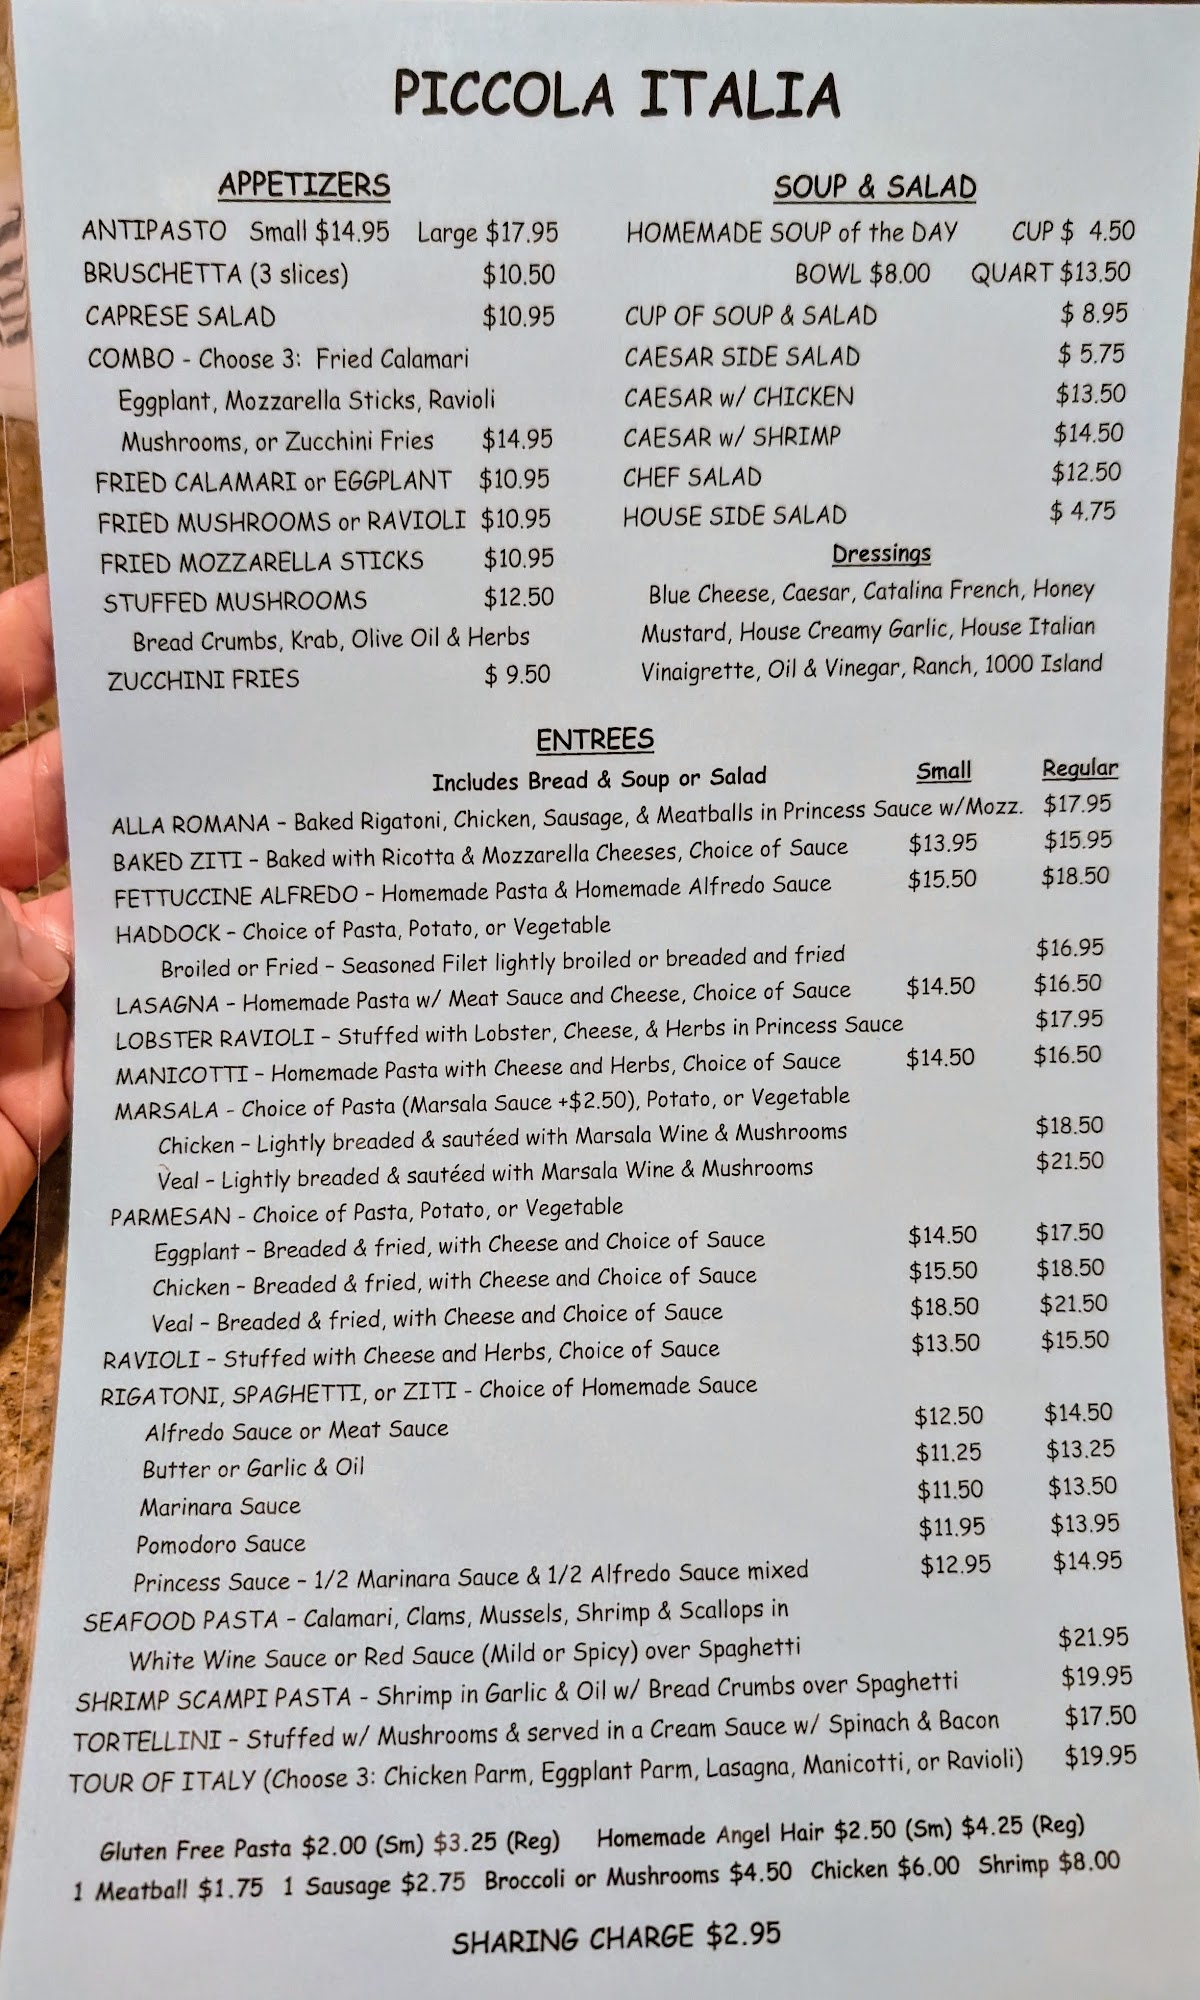 PICCOLA ITALIA
APPETIZERS
ANTIPASTO Small $14.95 Large $17.95
BRUSCHETTA (3 slices) $10.50
CAPRESE SALAD $10.95
COMBO - Choose 3: Fried Calamari
Eggplant, Mozzarella Sticks, Ravioli
Mushrooms, or Zucchini Fries $14.95
FRIED CALAMARI or EGGPLANT $10.95
FRIED MUSHROOMS or RAVIOLI $10.95
FRIED MOZZARELLA STICKS $10.95
STUFFED MUSHROOMS $12.50
Bread Crumbs, Krab, Olive Oil & Herbs
ZUCCHINI FRIES $ 9.50
SOUP & SALAD
HOMEMADE SOUP of the DAY CUP $ 4.50
BOWL $8.00 QUART $13.50
CUP OF SOUP & SALAD $ 8.95
CAESAR SIDE SALAD $ 5.75
CAESAR w/ CHICKEN $13.50
CAESAR w/ SHRIMP $14.50
CHEF SALAD $12.50
HOUSE SIDE SALAD $ 4.75
Dressings
Blue Cheese, Caesar, Catalina French, Honey
Mustard, House Creamy Garlic, House Italian
Vinaigrette, Oil & Vinegar, Ranch, 1000 Island
ENTREES
Includes Bread & Soup or Salad Small Regular
ALLA ROMANA – Baked Rigatoni, Chicken, Sausage, & Meatballs in Princess Sauce w/Mozz. $17.95
BAKED ZITI – Baked with Ricotta & Mozzarella Cheeses, Choice of Sauce $13.95 $15.95
FETTUCCINE ALFREDO – Homemade Pasta & Homemade Alfredo Sauce $15.50 $18.50
HADDOCK – Choice of Pasta, Potato, or Vegetable
Broiled or Fried – Seasoned Filet lightly broiled or breaded and fried $16.95
LASAGNA – Homemade Pasta w/ Meat Sauce and Cheese, Choice of Sauce $14.50 $16.50
LOBSTER RAVIOLI – Stuffed with Lobster, Cheese, & Herbs in Princess Sauce $17.95
MANICOTTI – Homemade Pasta with Cheese and Herbs, Choice of Sauce $14.50 $16.50
MARSALA - Choice of Pasta (Marsala Sauce +$2.50), Potato, or Vegetable
Chicken – Lightly breaded & sautéed with Marsala Wine & Mushrooms $18.50
Veal – Lightly breaded & sautéed with Marsala Wine & Mushrooms $21.50
PARMESAN - Choice of Pasta, Potato, or Vegetable
Eggplant – Breaded & fried, with Cheese and Choice of Sauce $14.50 $17.50
Chicken – Breaded & fried, with Cheese and Choice of Sauce $15.50 $18.50
Veal – Breaded & fried, with Cheese and Choice of Sauce $18.50 $21.50
RAVIOLI – Stuffed with Cheese and Herbs, Choice of Sauce $13.50 $15.50
RIGATONI, SPAGHETTI, or ZITI - Choice of Homemade Sauce
Alfredo Sauce or Meat Sauce $12.50 $14.50
Butter or Garlic & Oil $11.25 $13.25
Marinara Sauce $11.50 $13.50
Pomodoro Sauce $11.95 $13.95
Princess Sauce – 1/2 Marinara Sauce & 1/2 Alfredo Sauce mixed $12.95 $14.95
SEAFOOD PASTA – Calamari, Clams, Mussels, Shrimp & Scallops in
White Wine Sauce or Red Sauce (Mild or Spicy) over Spaghetti $21.95
SHRIMP SCAMPI PASTA - Shrimp in Garlic & Oil w/ Bread Crumbs over Spaghetti $19.95
TORTELLINI – Stuffed w/ Mushrooms & served in a Cream Sauce w/ Spinach & Bacon $17.50
TOUR OF ITALY (Choose 3: Chicken Parm, Eggplant Parm, Lasagna, Manicotti, or Ravioli) $19.95
Gluten Free Pasta $2.00 (Sm) $3.25 (Reg) Homemade Angel Hair $2.50 (Sm) $4.25 (Reg)
1 Meatball $1.75 1 Sausage $2.75 Broccoli or Mushrooms $4.50 Chicken $6.00 Shrimp $8.00
SHARING CHARGE $2.95